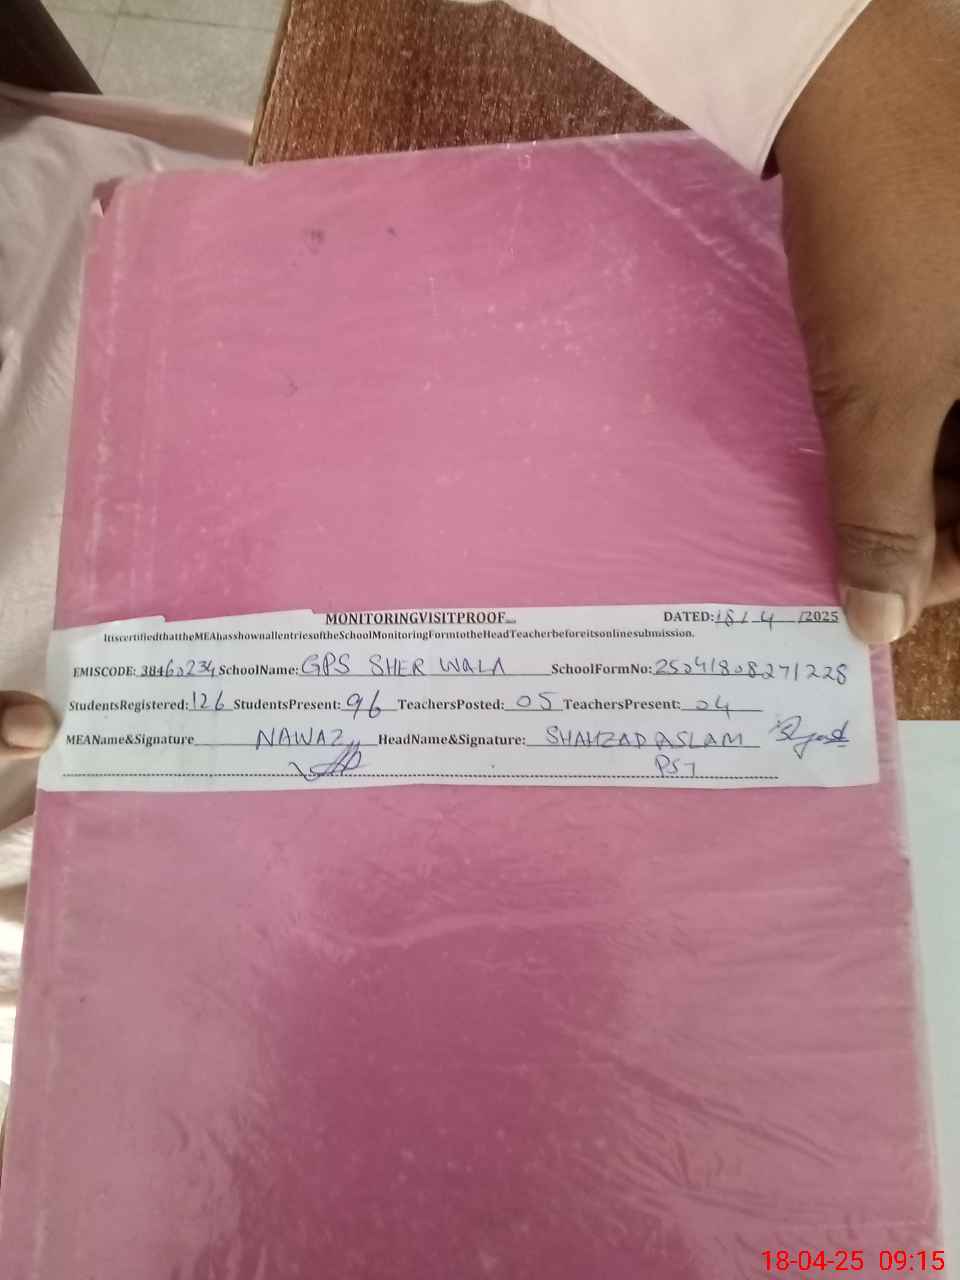 MONITORINGVISITPROOF DATED: 18/4/2025
ItiscertifiedthattheMEAhasshownallentriesoftheSchoolMonitoringFormtotheHeadTeacherbeforeitsonlinesubmission.
EMISCODE: 38460234 SchoolName: GPS SHER WALA SchoolFormNo: 25041808271228
StudentsRegistered: 126 StudentsPresent: 96 TeachersPosted: 05 TeachersPresent: 04
MEAName&Signature NAWAZ HeadName&Signature: SHAHZAD ASLAM
PST
18-04-25 09:15